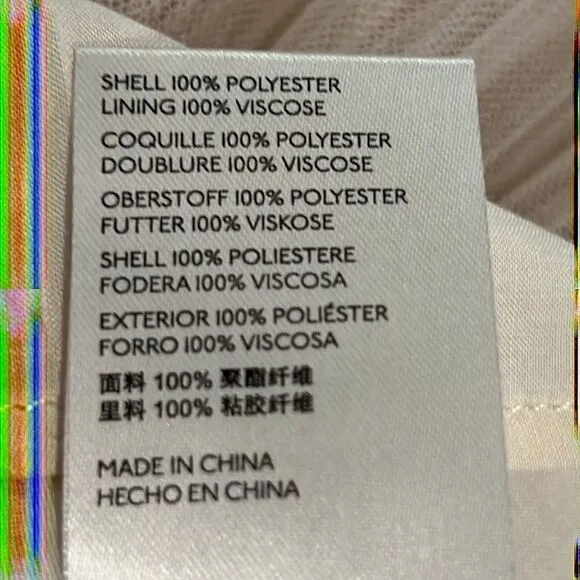 SHELL 100% POLYESTER
LINING 100% VISCOSE
COQUILLE 100% POLYESTER
DOUBLURE 100% VISCOSE
OBERSTOFF 100% POLYESTER
FUTTER 100% VISKOSE
SHELL 100% POLIESTERE
FODERA 100% VISCOSA
EXTERIOR 100% POLIÉSTER
FORRO 100% VISCOSA
面料 100% 聚酯纤维
里料 100% 粘胶纤维
MADE IN CHINA
HECHO EN CHINA